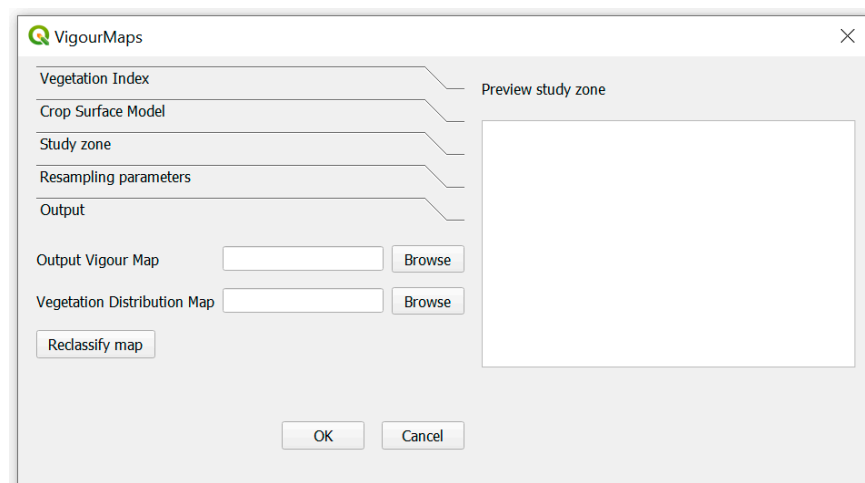 VigourMaps
Vegetation Index
Crop Surface Model
Study zone
Resampling parameters
Output
Output Vigour Map Browse
Vegetation Distribution Map Browse
Reclassify map
OK Cancel
Preview study zone